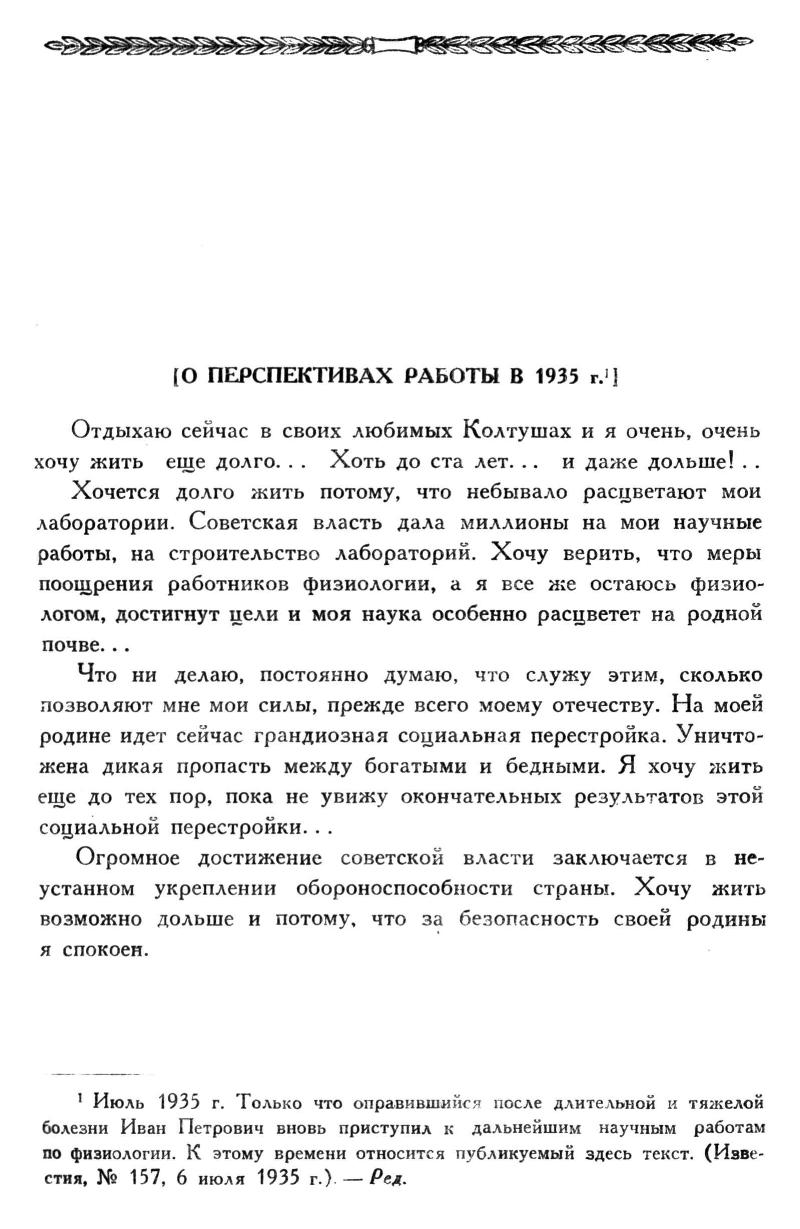 [О ПЕРСПЕКТИВАХ РАБОТЫ В 1935 г.¹]
Отдыхаю сейчас в своих любимых Колтушах и я очень, очень
хочу жить еще долго... Хоть до ста лет... и даже дольше!..
Хочется долго жить потому, что небывало расцветают мои
лаборатории. Советская власть дала миллионы на мои научные
работы, на строительство лабораторий. Хочу верить, что меры
поощрения работников физиологии, а я все же остаюсь физио-
логом, достигнут цели и моя наука особенно расцветет на родной
почве...
Что ни делаю, постоянно думаю, что служу этим, сколько
позволяют мне мои силы, прежде всего моему отечеству. На моей
родине идет сейчас грандиозная социальная перестройка. Уничто-
жена дикая пропасть между богатыми и бедными. Я хочу жить
еще до тех пор, пока не увижу окончательных результатов этой
социальной перестройки...
Огромное достижение советской власти заключается в не-
устанном укреплении обороноспособности страны. Хочу жить
возможно дольше и потому, что за безопасность своей родины
я спокоен.
¹ Июль 1935 г. Только что оправившийся после длительной и тяжелой
болезни Иван Петрович вновь приступил к дальнейшим научным работам
по физиологии. К этому времени относится публикуемый здесь текст. (Изве-
стия, № 157, 6 июля 1935 г.). — Ред.